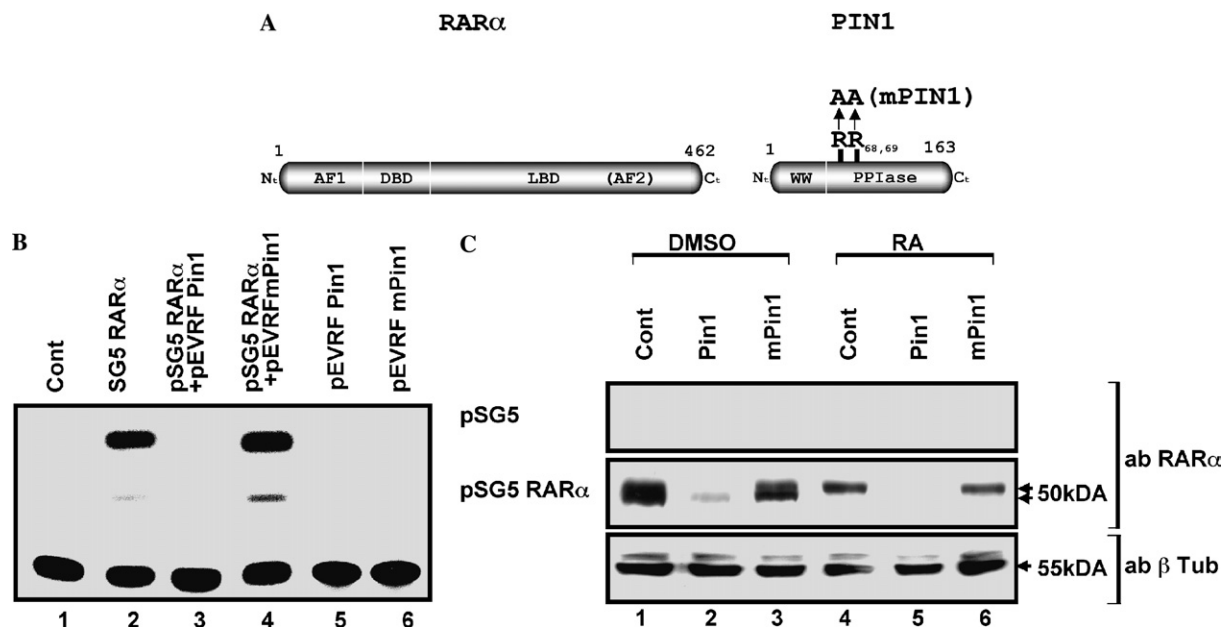 A
RARα
PIN1
AA (mPIN1)
RR 68,69
1
462
1
163
Nt
AF1
DBD
LBD
(AF2)
Ct
Nt
WW
PPIase
Ct
B
Cont
SG5 RARα
pSG5 RARα
+pEVRF Pin1
pSG5 RARα
+pEVRFmPin1
pEVRF Pin1
pEVRF mPin1
1 2 3 4 5 6
C
DMSO
RA
Cont
Pin1
mPin1
Cont
Pin1
mPin1
pSG5
pSG5 RARα
50kDA
ab RARα
55kDA
ab β Tub
1 2 3 4 5 6